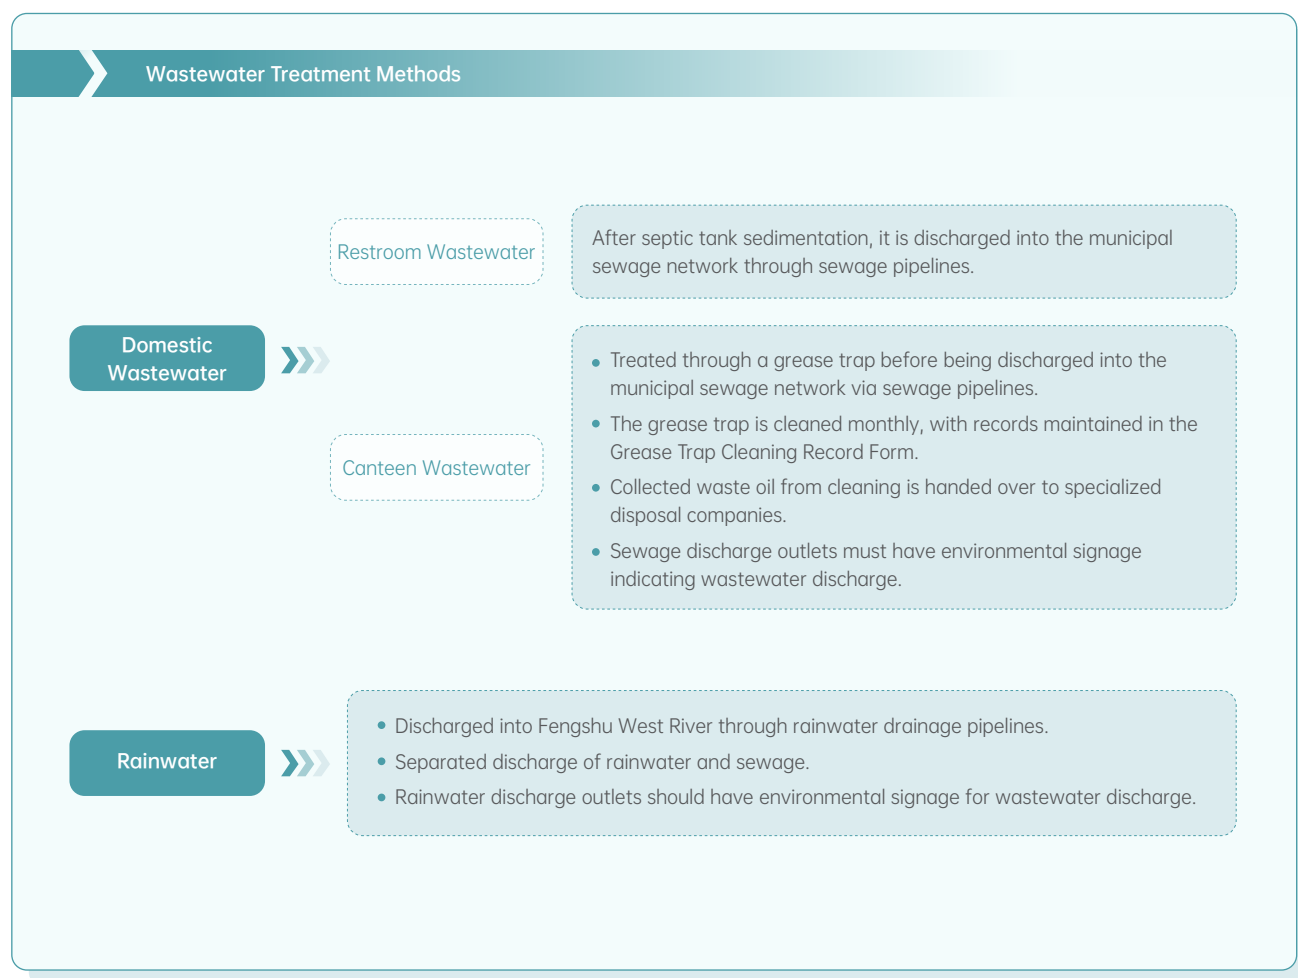 Wastewater Treatment Methods
Restroom Wastewater
After septic tank sedimentation, it is discharged into the municipal
sewage network through sewage pipelines.
Domestic
Wastewater
Canteen Wastewater
Treated through a grease trap before being discharged into the
municipal sewage network via sewage pipelines.
The grease trap is cleaned monthly, with records maintained in the
Grease Trap Cleaning Record Form.
Collected waste oil from cleaning is handed over to specialized
disposal companies.
Sewage discharge outlets must have environmental signage
indicating wastewater discharge.
Rainwater
Discharged into Fengshu West River through rainwater drainage pipelines.
Separated discharge of rainwater and sewage.
Rainwater discharge outlets should have environmental signage for wastewater discharge.